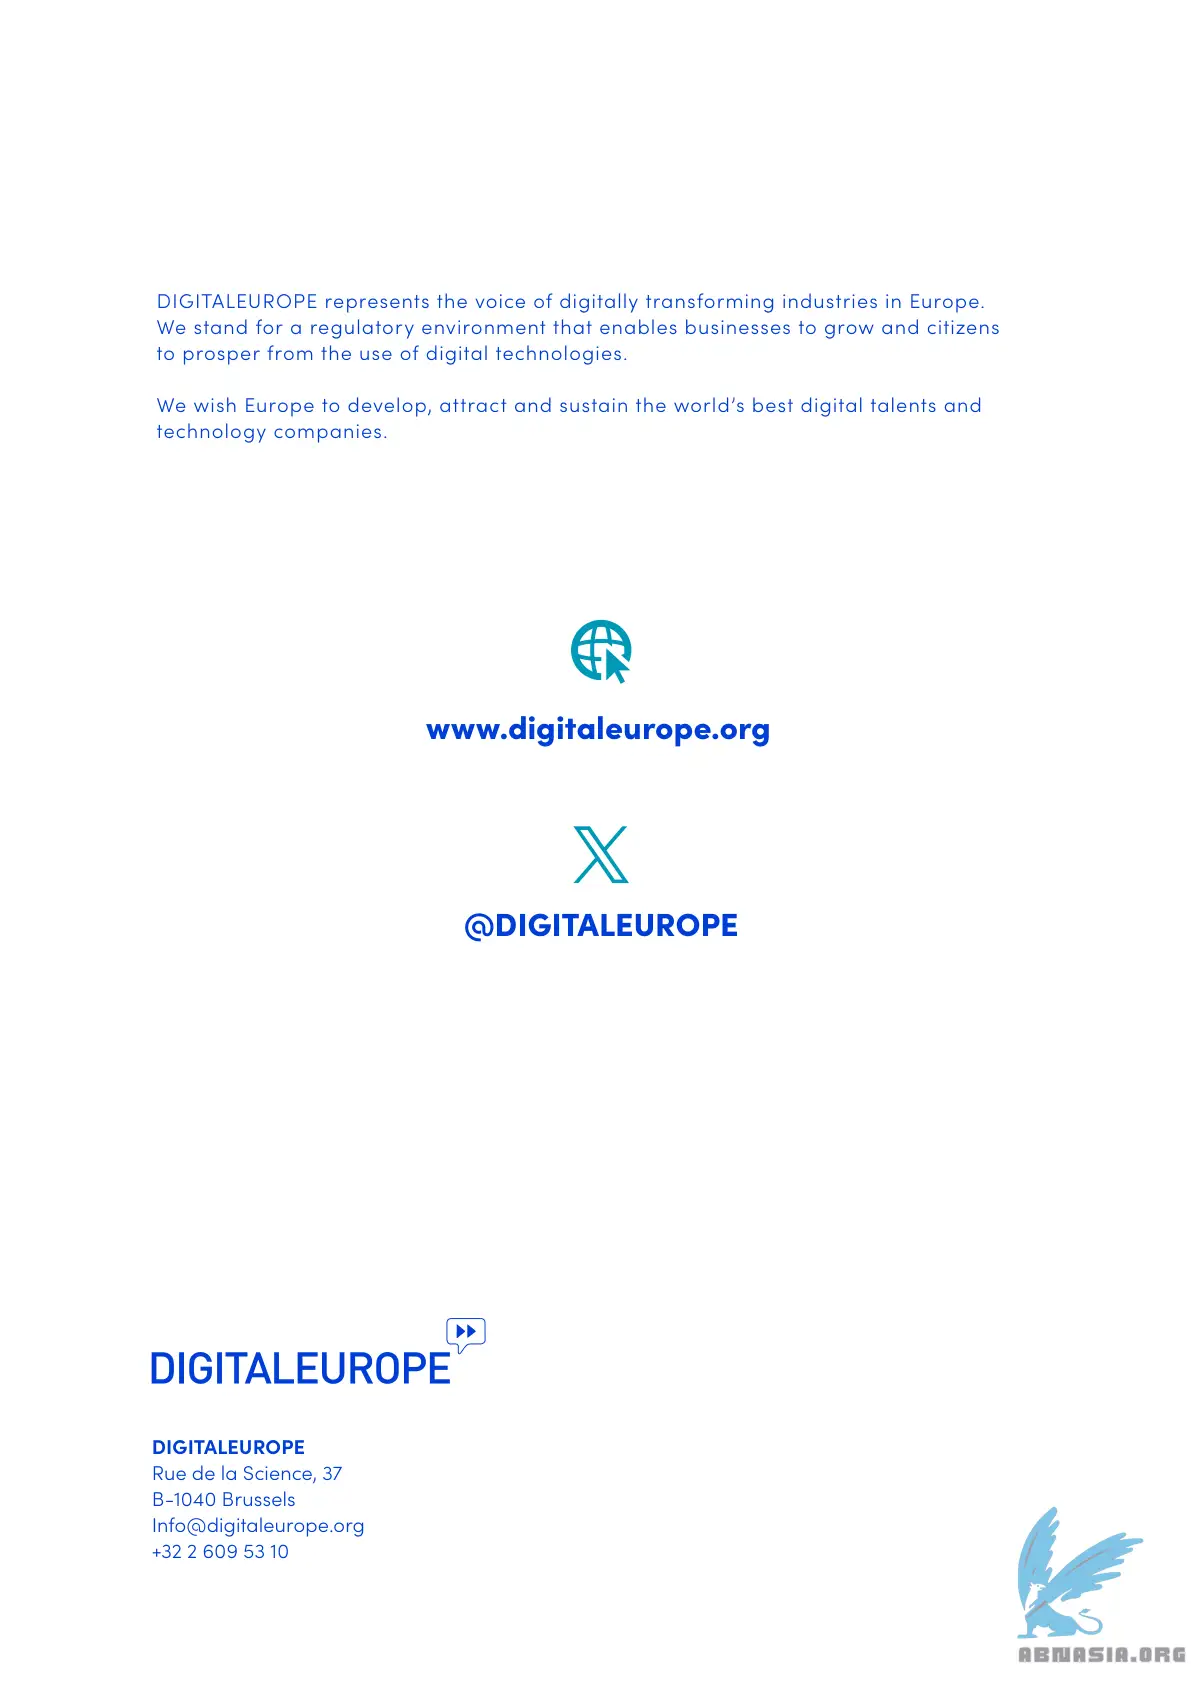 DIGITALEUROPE represents the voice of digitally transforming industries in Europe.
We stand for a regulatory environment that enables businesses to grow and citizens
to prosper from the use of digital technologies.
We wish Europe to develop, attract and sustain the world’s best digital talents and
technology companies.
www.digitaleurope.org
@DIGITALEUROPE
DIGITALEUROPE
DIGITALEUROPE
Rue de la Science, 37
B-1040 Brussels
Info@digitaleurope.org
+32 2 609 53 10
ABNASIA.ORG